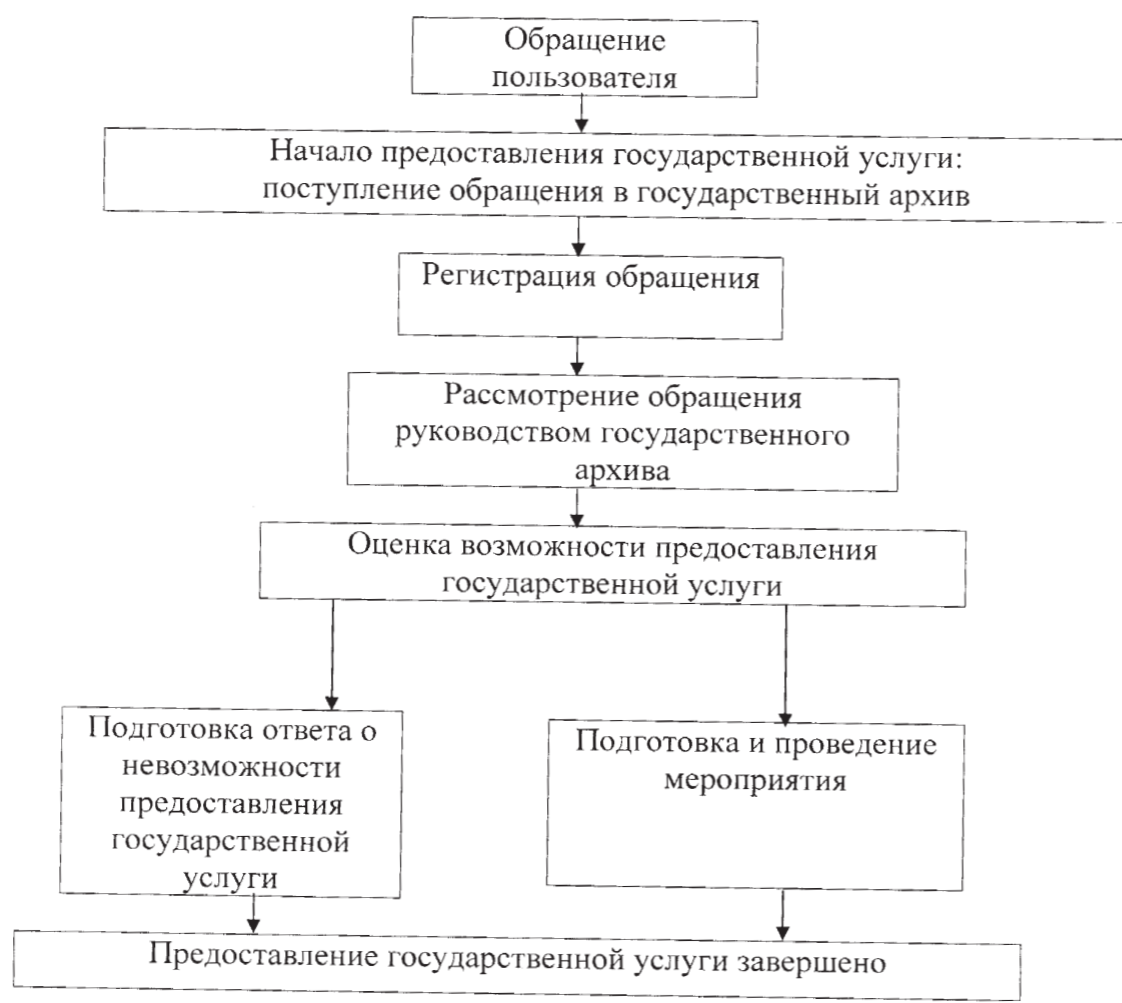 Обращение
пользователя
Начало предоставления государственной услуги:
поступление обращения в государственный архив
Регистрация обращения
Рассмотрение обращения
руководством государственного
архива
Оценка возможности предоставления
государственной услуги
Подготовка ответа о
невозможности
предоставления
государственной
услуги
Подготовка и проведение
мероприятия
Предоставление государственной услуги завершено